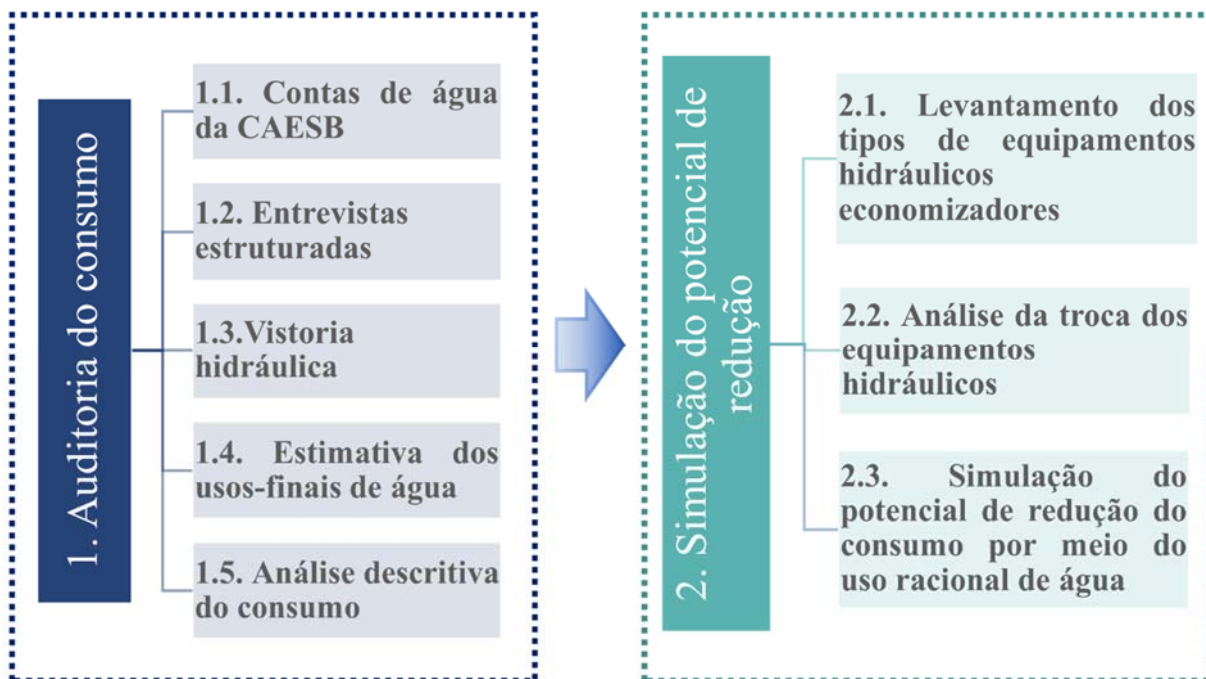 1. Auditoria do consumo
1.1. Contas de água
da CAESB
1.2. Entrevistas
estruturadas
1.3.Vistoria
hidráulica
1.4. Estimativa dos
usos-finais de água
1.5. Análise descritiva
do consumo
2. Simulação do potencial de
redução
2.1. Levantamento dos
tipos de equipamentos
hidráulicos
economizadores
2.2. Análise da troca dos
equipamentos
hidráulicos
2.3. Simulação do
potencial de redução do
consumo por meio do
uso racional de água